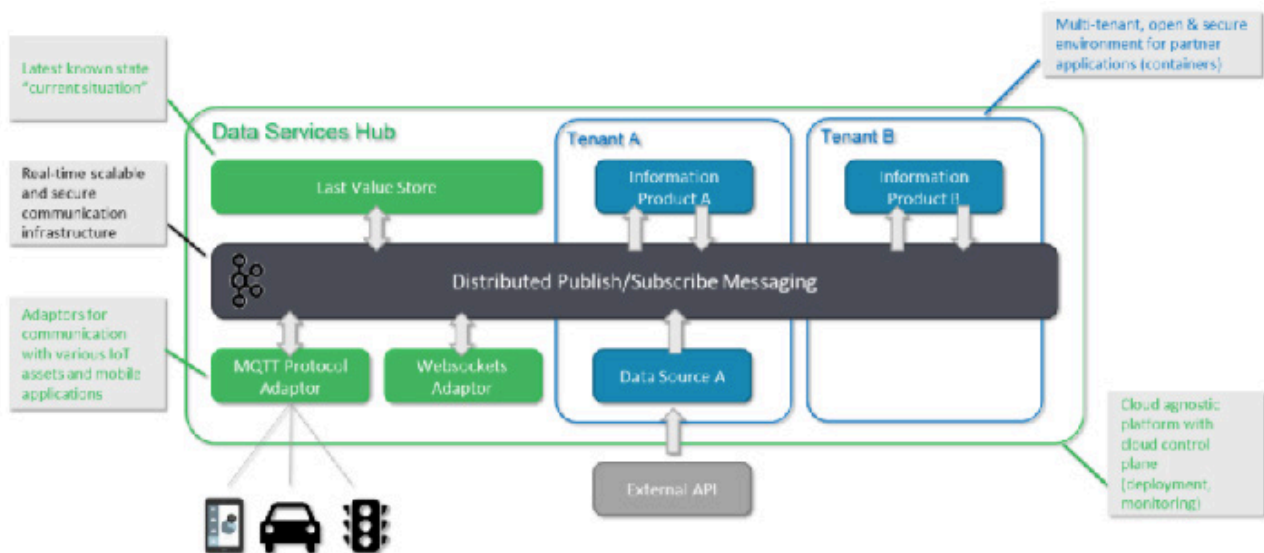 Multi-tenant, open & secure
environment for partner
applications (containers)
Latest known state
"current situation"
Data Services Hub
Tenant A
Tenant B
Last Value Store
Information
Product A
Information
Product B
Real-time scalable
and secure
communication
infrastructure
Distributed Publish/Subscribe Messaging
Adaptors for
communication
with various IoT
assets and mobile
applications
MQTT Protocol
Adaptor
Websockets
Adaptor
Data Source A
Cloud agnostic
platform with
cloud control
plane
(deployment,
monitoring)
External API